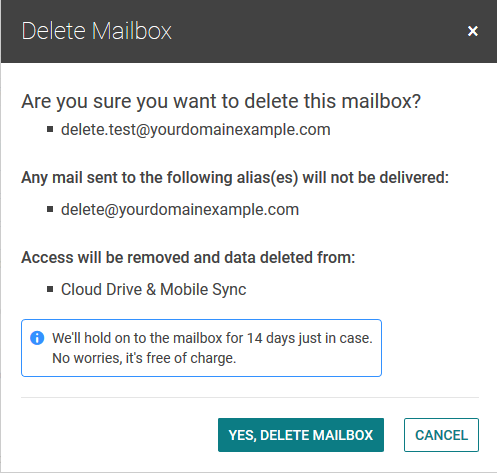 Delete Mailbox ×
Are you sure you want to delete this mailbox?
▪ delete.test@yourdomainexample.com
Any mail sent to the following alias(es) will not be delivered:
▪ delete@yourdomainexample.com
Access will be removed and data deleted from:
▪ Cloud Drive & Mobile Sync
We'll hold on to the mailbox for 14 days just in case.
No worries, it's free of charge.
YES, DELETE MAILBOX CANCEL